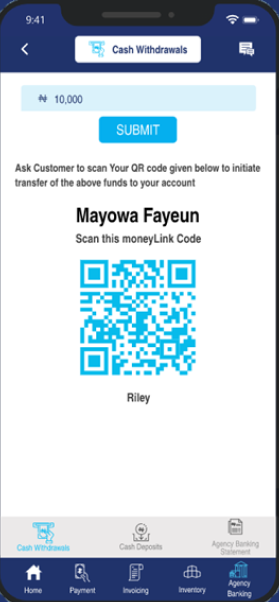 9:41
Cash Withdrawals
₦ 10,000
SUBMIT
Ask Customer to scan Your QR code given below to initiate
transfer of the above funds to your account
Mayowa Fayeun
Scan this moneyLink Code
Riley
Cash Withdrawals
Cash Deposits
Agency Banking
Statement
Home
Payment
Invoicing
Inventory
Agency
Banking